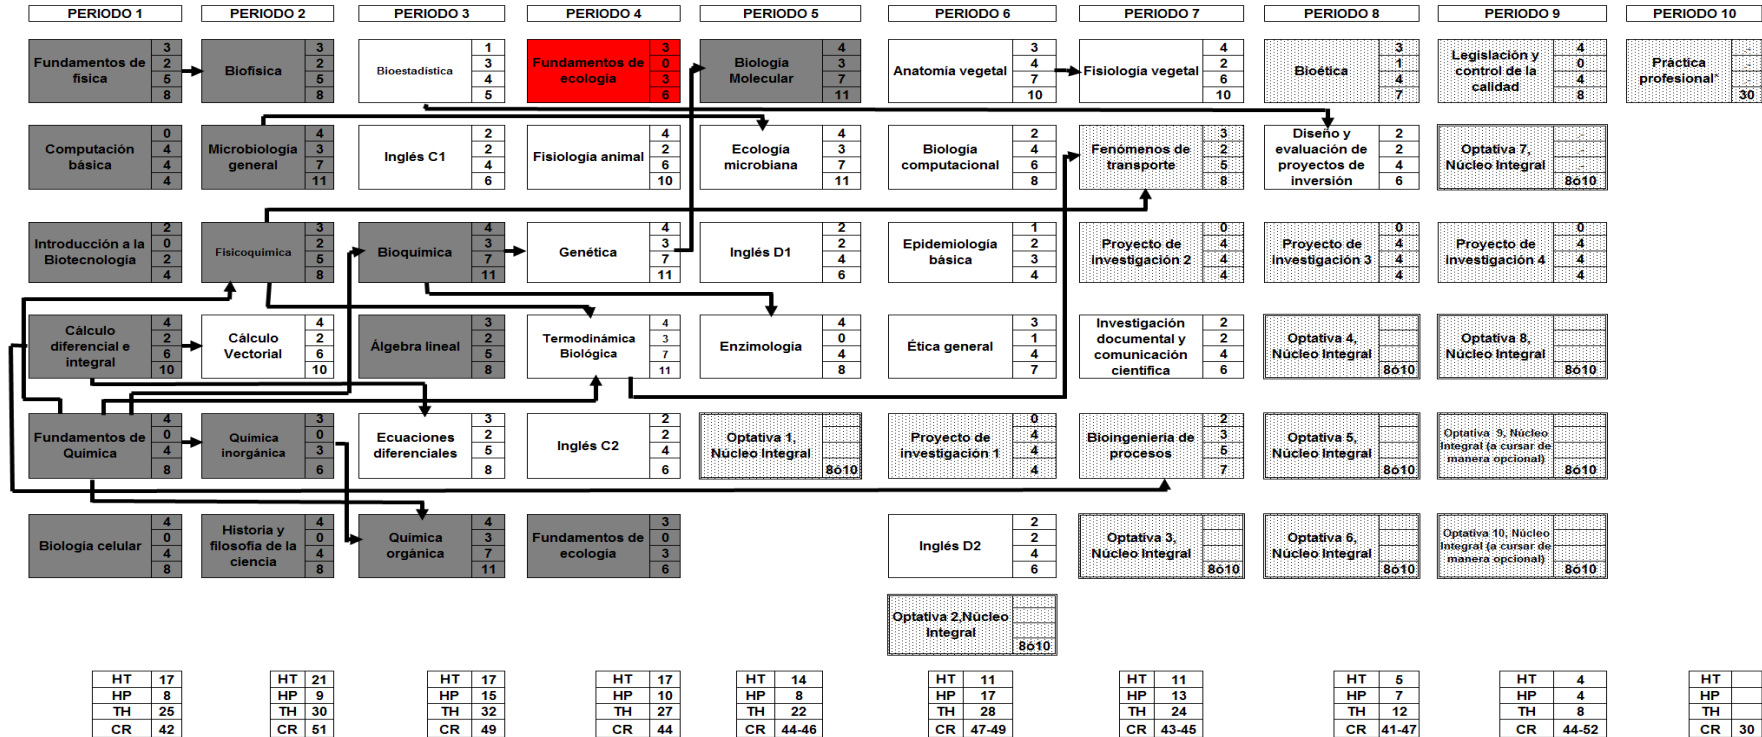 PERIODO 1
PERIODO 2
PERIODO 3
PERIODO 4
PERIODO 5
PERIODO 6
PERIODO 7
PERIODO 8
PERIODO 9
PERIODO 10
Fundamentos de
física
3
2
5
8
Biofísica
3
2
5
8
Bioestadística
1
3
4
5
Fundamentos de
ecología
3
0
3
6
Biología
Molecular
4
3
7
11
Anatomía vegetal
3
4
7
10
Fisiología vegetal
4
2
6
10
Bioética
3
1
4
7
Legislación y
control de la
calidad
4
0
4
8
Práctica
profesional*
-
-
-
30
Computación
básica
0
4
4
4
Microbiología
general
4
3
7
11
Inglés C1
2
2
4
6
Fisiología animal
4
2
6
10
Ecología
microbiana
4
3
7
11
Biología
computacional
2
4
6
8
Fenómenos de
transporte
3
2
5
8
Diseño y
evaluación de
proyectos de
inversión
2
2
4
6
Optativa 7,
Núcleo Integral
-
-
-
8ó10
Introducción a la
Biotecnología
2
0
2
4
Fisicoquímica
3
2
5
8
Bioquímica
4
3
7
11
Genética
4
3
7
11
Inglés D1
2
2
4
6
Epidemiología
básica
1
2
3
4
Proyecto de
investigación 2
0
4
4
4
Proyecto de
investigación 3
0
4
4
4
Proyecto de
investigación 4
0
4
4
4
Cálculo
diferencial e
integral
4
2
6
10
Cálculo
Vectorial
4
2
6
10
Álgebra lineal
3
2
5
8
Termodinámica
Biológica
4
3
7
11
Enzimología
4
0
4
8
Ética general
3
1
4
7
Investigación
documental y
comunicación
científica
2
2
4
6
Optativa 4,
Núcleo Integral
8ó10
Optativa 8,
Núcleo Integral
8ó10
Fundamentos de
Química
4
0
4
8
Química
inorgánica
3
0
3
6
Ecuaciones
diferenciales
3
2
5
8
Inglés C2
2
2
4
6
Optativa 1,
Núcleo Integral
8ó10
Proyecto de
investigación 1
0
4
4
4
Bioingeniería de
procesos
2
3
5
7
Optativa 5,
Núcleo Integral
8ó10
Optativa 9, Núcleo
Integral (a cursar de
manera opcional)
8ó10
Biología celular
4
0
4
8
Historia y
filosofía de la
ciencia
4
0
4
8
Química
orgánica
4
3
7
11
Fundamentos de
ecología
3
0
3
6
Inglés D2
2
2
4
6
Optativa 3,
Núcleo Integral
8ó10
Optativa 6,
Núcleo Integral
8ó10
Optativa 10, Núcleo
Integral (a cursar de
manera opcional)
8ó10
Optativa 2,Núcleo
Integral
8ó10
HT 17
HP 8
TH 25
CR 42
HT 21
HP 9
TH 30
CR 51
HT 17
HP 15
TH 32
CR 49
HT 17
HP 10
TH 27
CR 44
HT 14
HP 8
TH 22
CR 44-46
HT 11
HP 17
TH 28
CR 47-49
HT 11
HP 13
TH 24
CR 43-45
HT 5
HP 7
TH 12
CR 41-47
HT 4
HP 4
TH 8
CR 44-52
HT
HP
TH
CR 30